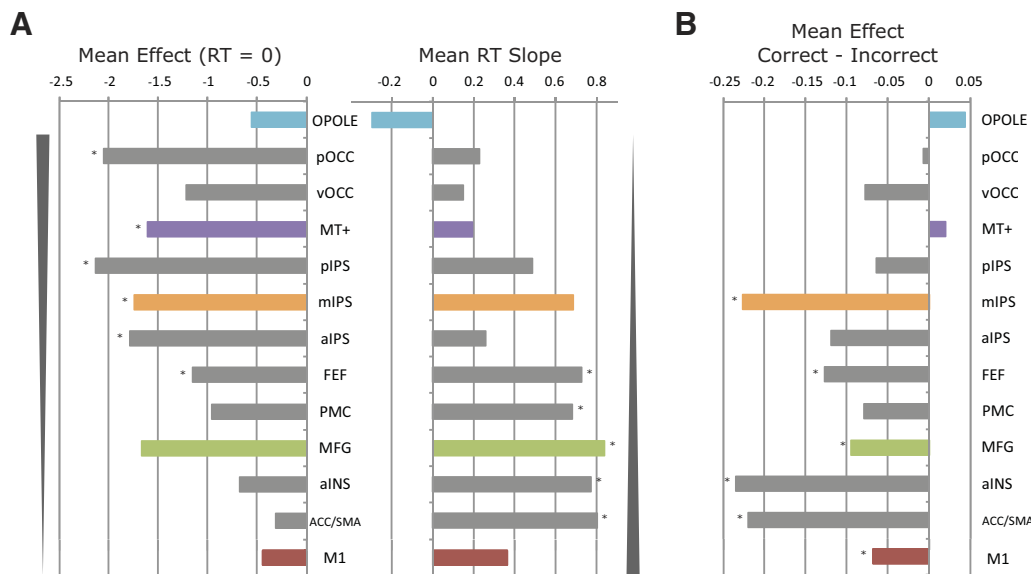 A
B
Mean Effect (RT = 0)
Mean RT Slope
Mean Effect
Correct - Incorrect
-2.5 -2 -1.5 -1 -0.5 0
-0.2 0 0.2 0.4 0.6 0.8
-0.25 -0.2 -0.15 -0.1 -0.05 0 0.05
OPOLE OPOLE
* pOCC pOCC
vOCC vOCC
* MT+ MT+
* pIPS pIPS
* mIPS * mIPS
* aIPS aIPS
* FEF * * FEF
PMC * PMC
MFG * * MFG
aINS * * aINS
ACC/SMA * * ACC/SMA
M1 * M1